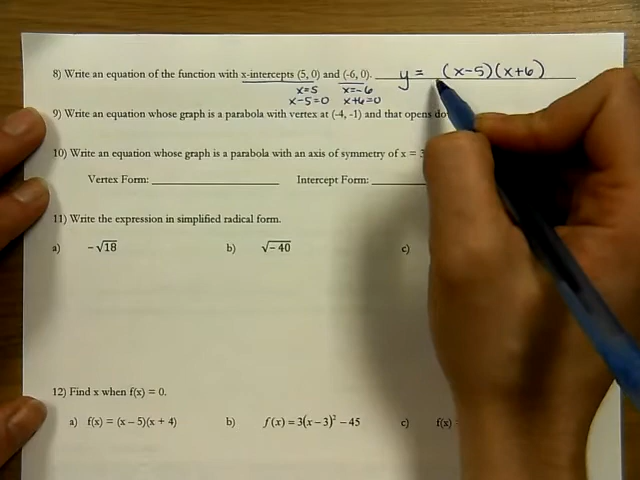 8) Write an equation of the function with x-intercepts (5, 0) and (-6, 0). y = (x-5)(x+6)
x=5 x=-6
x-5=0 x+6=0
9) Write an equation whose graph is a parabola with vertex at (-4, -1) and that opens do
10) Write an equation whose graph is a parabola with an axis of symmetry of x = 3
Vertex Form: Intercept Form:
11) Write the expression in simplified radical form.
a) -√18 b) √-40 c)
12) Find x when f(x) = 0.
a) f(x) = (x – 5)(x + 4) b) f(x) = 3(x – 3)² – 45 c) f(x) =